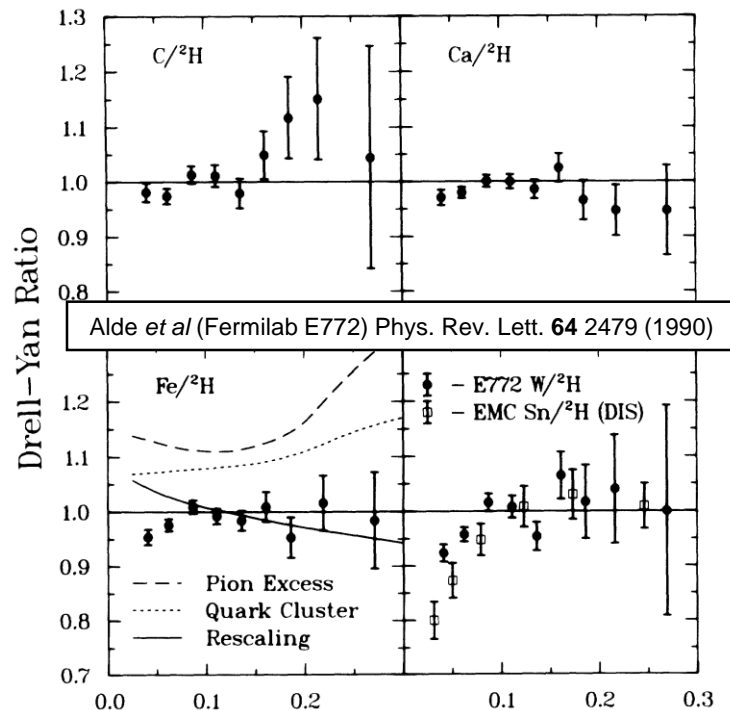 1.3
C/²H
Ca/²H
1.2
1.1
1.0
0.9
0.8
Drell-Yan Ratio
Alde et al (Fermilab E772) Phys. Rev. Lett. 64 2479 (1990)
Fe/²H
- E772 W/²H
- EMC Sn/²H (DIS)
1.2
1.1
1.0
0.9
Pion Excess
Quark Cluster
0.8
Rescaling
0.7
0.0 0.1 0.2 0.1 0.2 0.3